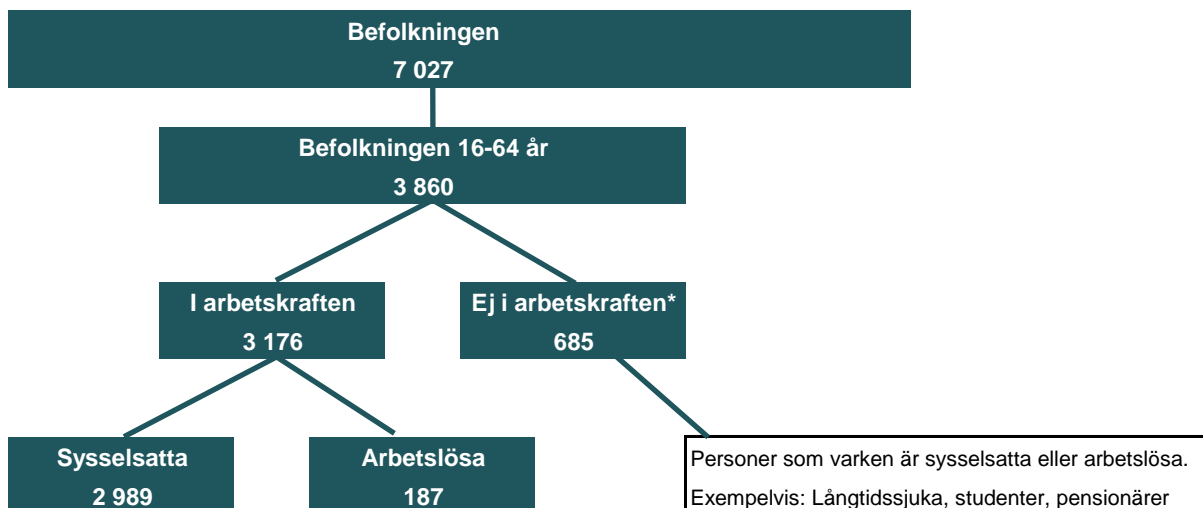 Befolkningen
7 027
Befolkningen 16-64 år
3 860
I arbetskraften
3 176
Ej i arbetskraften*
685
Sysselsatta
2 989
Arbetslösa
187
Personer som varken är sysselsatta eller arbetslösa.
Exempelvis: Långtidssjuka, studenter, pensionärer